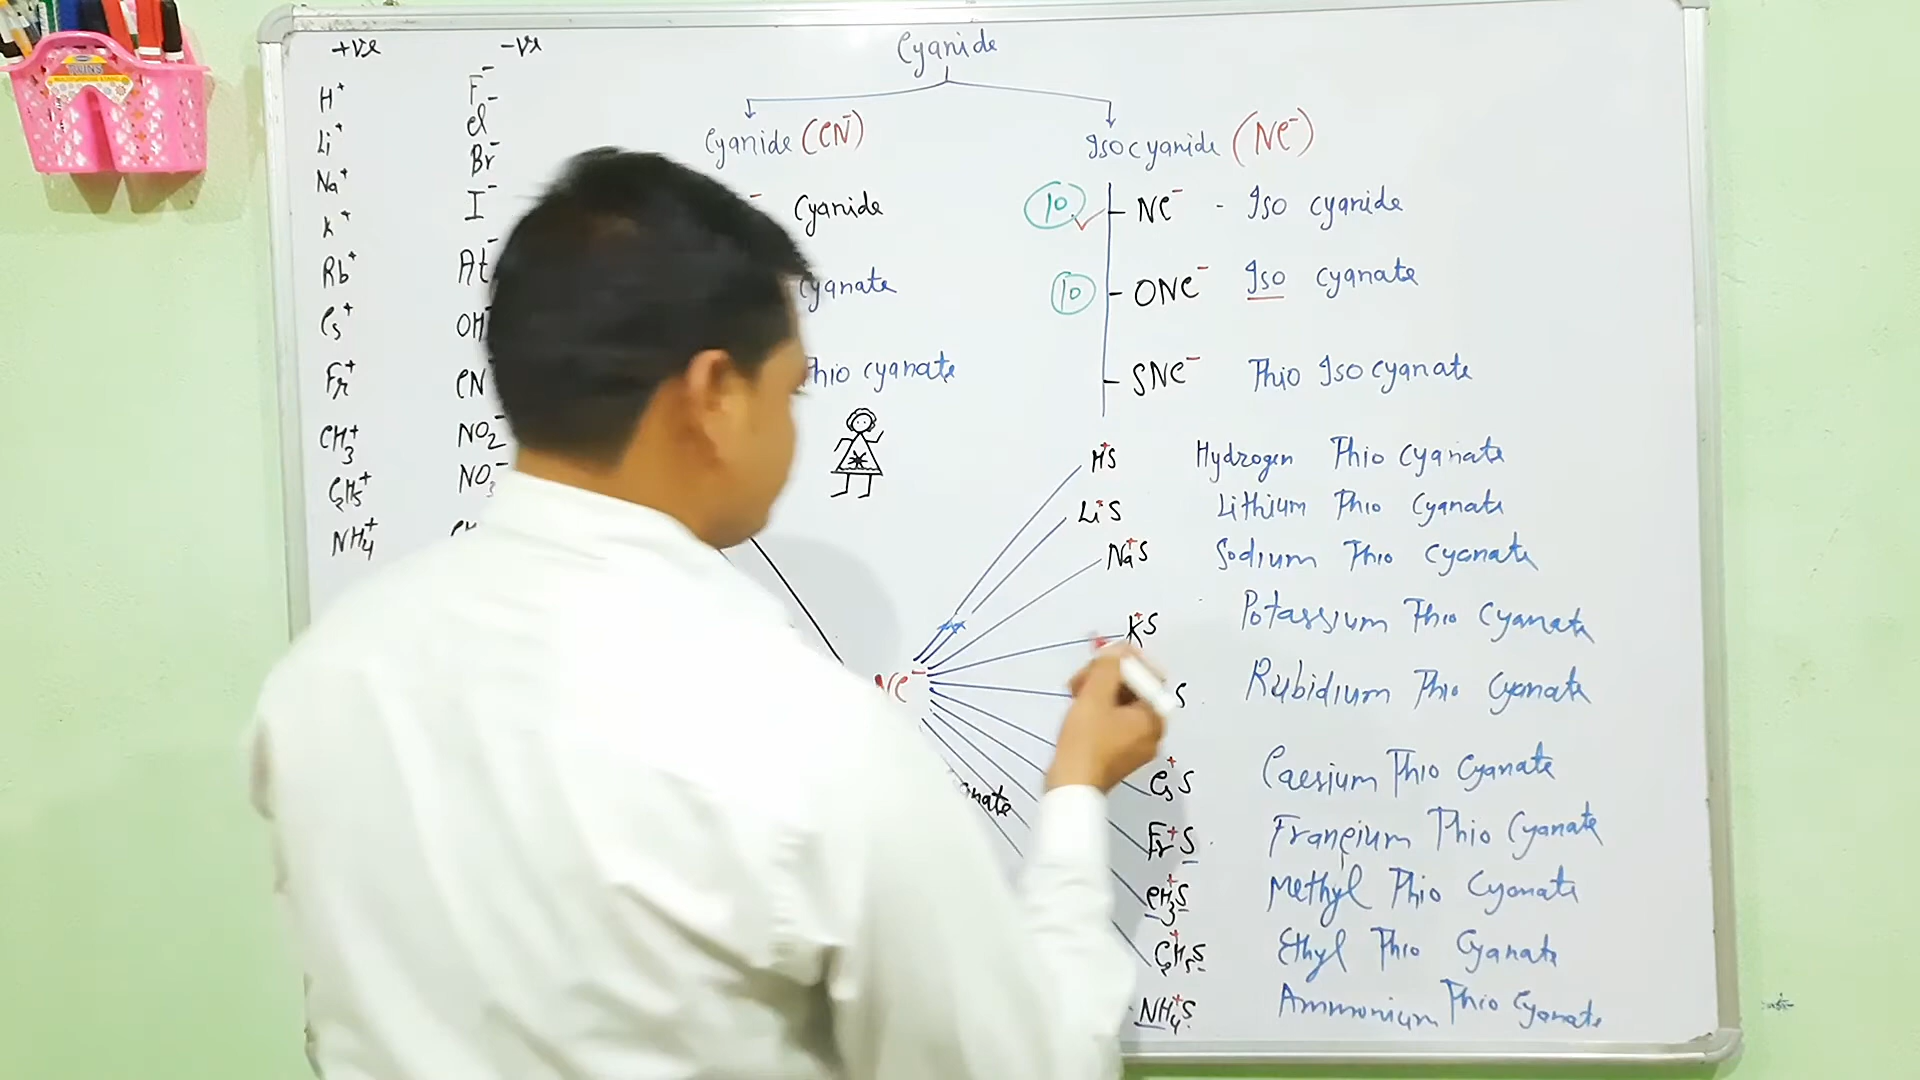 +ve -ve
Cyanide
Cyanide (CN⁻) Isocyanide (NC⁻)
H⁺ F⁻
Li⁺ Cl⁻
Na⁺ Br⁻
K⁺ I⁻
Rb⁺ At⁻
Cs⁺ OH⁻
Fr⁺ CN
CH₃⁺ NO₂⁻
C₂H₅⁺ NO₃⁻
NH₄⁺
Cyanide
cyanate
Thio cyanate
10 NC⁻ - Iso cyanide
10 - ONC⁻ Iso cyanate
- SNC⁻ Thio Isocyanate
H⁺S Hydrogen Thio Cyanate
Li⁺S Lithium Thio Cyanate
Na⁺S Sodium Thio Cyanate
K⁺S Potassium Thio Cyanate
S Rubidium Thio Cyanate
NC⁻
Cs⁺S Caesium Thio Cyanate
Fr⁺S Francium Thio Cyanate
CH₃⁺S Methyl Thio Cyanate
C₂H₅⁺S Ethyl Thio Cyanate
NH₄⁺S Ammonium Thio Cyanate
TWINS